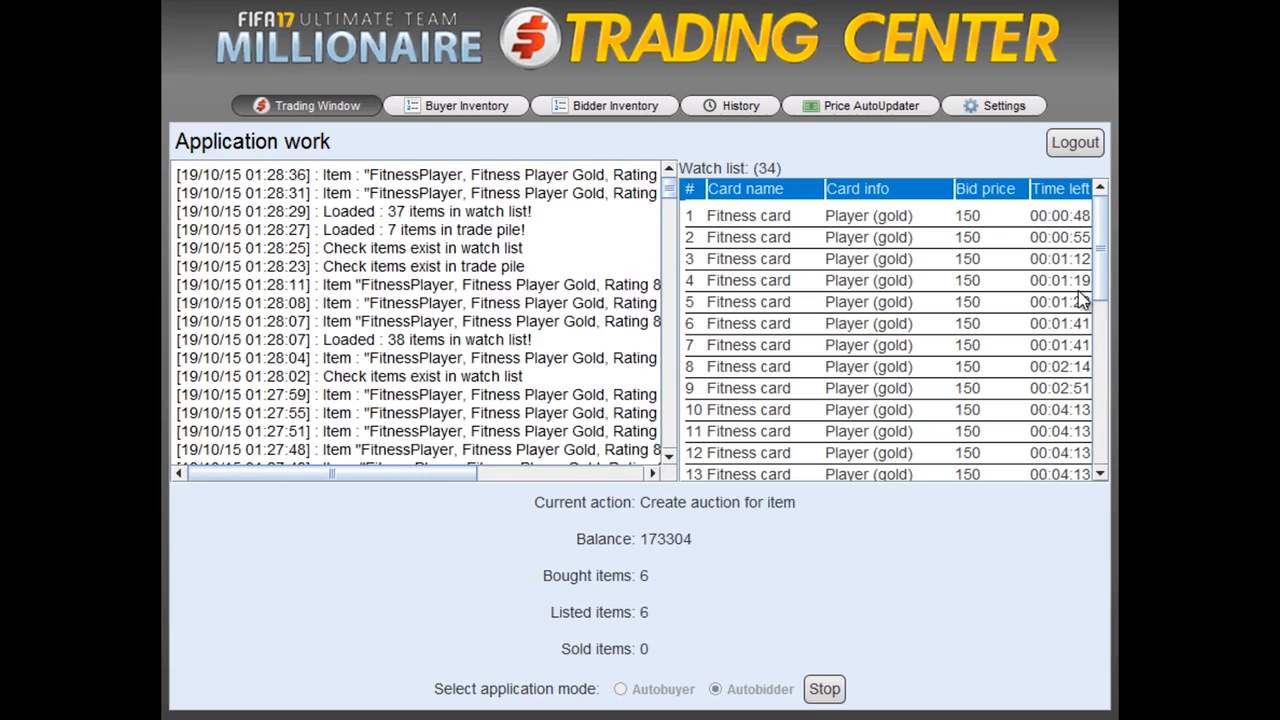 FIFA17 ULTIMATE TEAM
MILLIONAIRE
TRADING CENTER
Trading Window
Buyer Inventory
Bidder Inventory
History
Price AutoUpdater
Settings
Application work
Logout
[19/10/15 01:28:36] : Item : "FitnessPlayer, Fitness Player Gold, Rating
[19/10/15 01:28:31] : Item : "FitnessPlayer, Fitness Player Gold, Rating
[19/10/15 01:28:29] : Loaded : 37 items in watch list!
[19/10/15 01:28:27] : Loaded : 7 items in trade pile!
[19/10/15 01:28:25] : Check items exist in watch list
[19/10/15 01:28:23] : Check items exist in trade pile
[19/10/15 01:28:11] : Item "FitnessPlayer, Fitness Player Gold, Rating 8
[19/10/15 01:28:08] : Item : "FitnessPlayer, Fitness Player Gold, Rating
[19/10/15 01:28:07] : Item "FitnessPlayer, Fitness Player Gold, Rating 8
[19/10/15 01:28:07] : Loaded : 38 items in watch list!
[19/10/15 01:28:04] : Item : "FitnessPlayer, Fitness Player Gold, Rating
[19/10/15 01:28:02] : Check items exist in watch list
[19/10/15 01:27:59] : Item : "FitnessPlayer, Fitness Player Gold, Rating
[19/10/15 01:27:55] : Item : "FitnessPlayer, Fitness Player Gold, Rating
[19/10/15 01:27:51] : Item : "FitnessPlayer, Fitness Player Gold, Rating
[19/10/15 01:27:48] : Item "FitnessPlayer, Fitness Player Gold, Rating 8
Watch list: (34)
# Card name Card info Bid price Time left
1 Fitness card Player (gold) 150 00:00:48
2 Fitness card Player (gold) 150 00:00:55
3 Fitness card Player (gold) 150 00:01:12
4 Fitness card Player (gold) 150 00:01:19
5 Fitness card Player (gold) 150
6 Fitness card Player (gold) 150 00:01:41
7 Fitness card Player (gold) 150 00:01:41
8 Fitness card Player (gold) 150 00:02:14
9 Fitness card Player (gold) 150 00:02:51
10 Fitness card Player (gold) 150 00:04:13
11 Fitness card Player (gold) 150 00:04:13
12 Fitness card Player (gold) 150 00:04:13
13 Fitness card Player (gold) 150 00:04:13
Current action: Create auction for item
Balance: 173304
Bought items: 6
Listed items: 6
Sold items: 0
Select application mode: Autobuyer Autobidder Stop